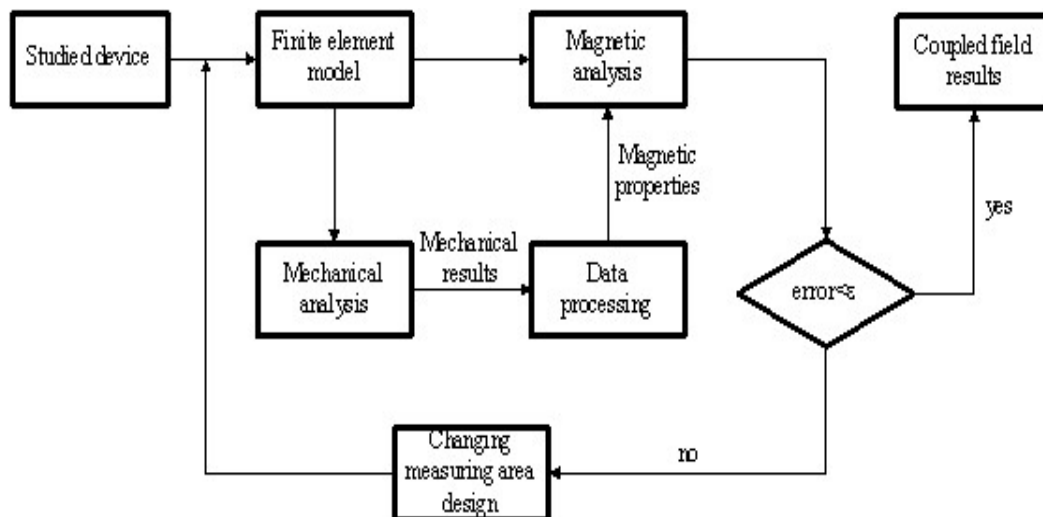 Studied device
Finite element
model
Magnetic
analysis
Coupled field
results
Magnetic
properties
yes
Mechanical
results
Mechanical
analysis
Data
processing
error<ε
no
Changing
measuring area
design